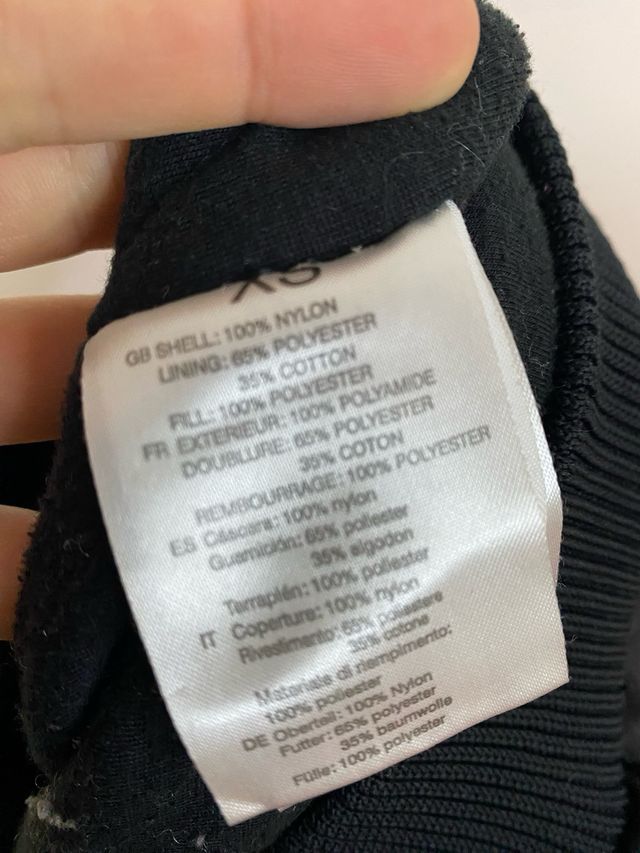 XS
GB SHELL: 100% NYLON
LINING: 65% POLYESTER
35% COTTON
FILL: 100% POLYESTER
FR EXTERIEUR: 100% POLYAMIDE
DOUBLURE: 65% POLYESTER
35% COTON
REMBOURRAGE: 100% POLYESTER
ES Cáscara: 100% nylon
Guarnición: 65% poliester
35% algodon
Terraplén: 100% poliester
IT Coperture: 100% nylon
Rivestimento: 65% poliestere
35% cotone
Materiale di riempimento:
100% poliester
DE Oberteil: 100% Nylon
Futter: 65% polyester
35% baumwolle
Fülle: 100% polyester